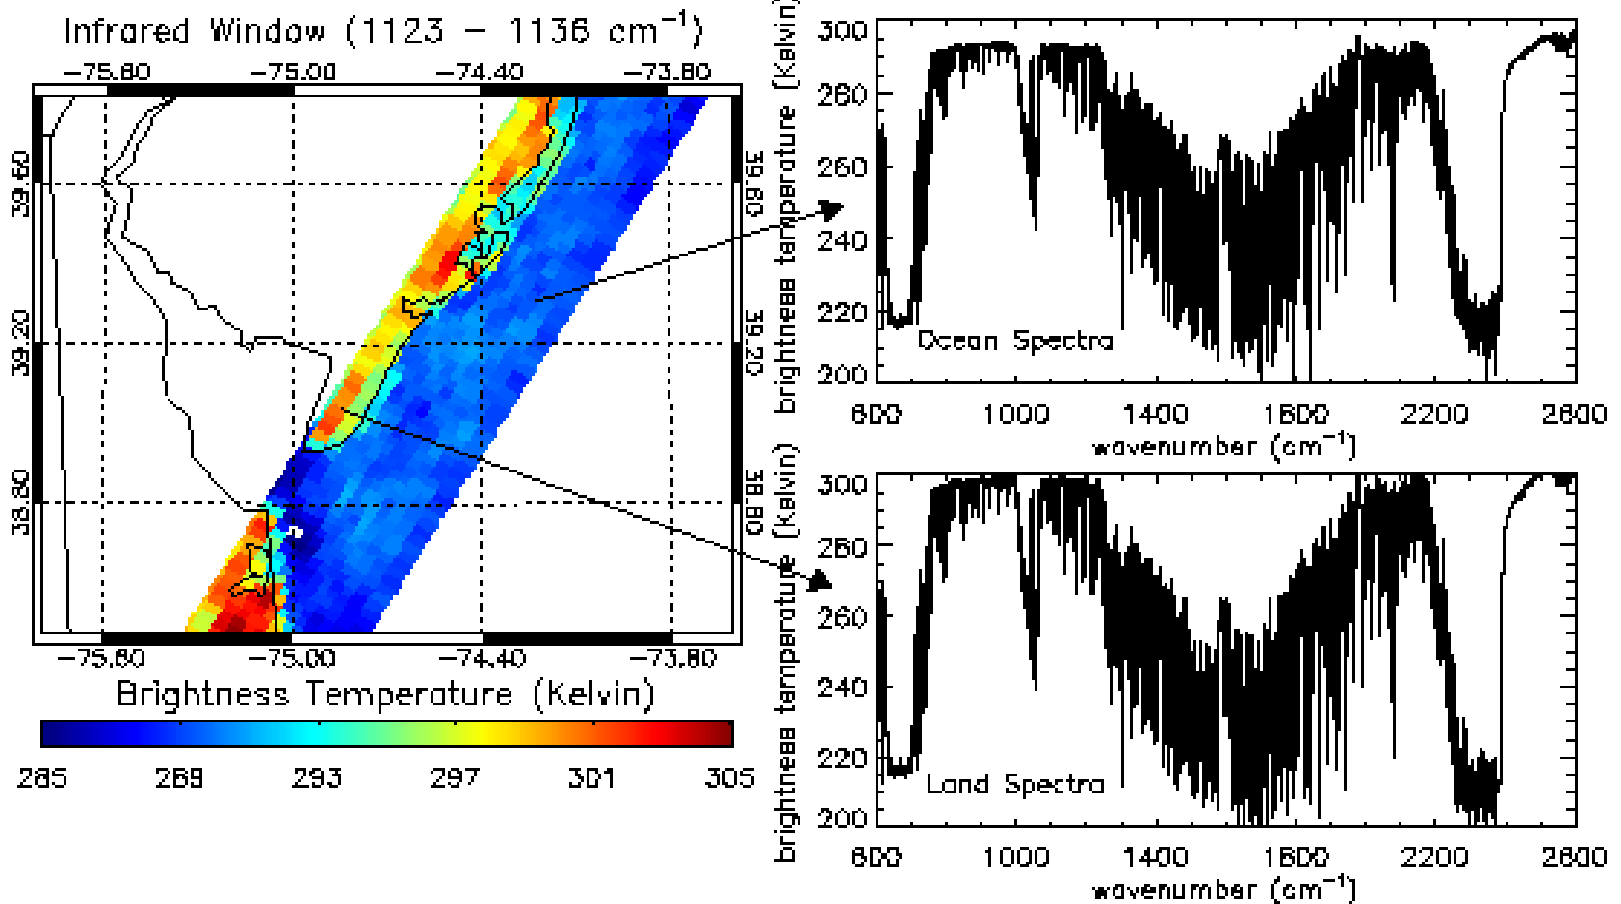 Infrared Window (1123 − 1136 cm⁻¹)
−75.60 −75.00 −74.40 −73.80
39.60
39.20
38.80
39.60
39.20
38.80
−75.60 −75.00 −74.40 −73.80
Brightness Temperature (Kelvin)
285 289 293 297 301 305
brightness temperature (Kelvin)
300
280
260
240
220
200
Ocean Spectra
600 1000 1400 1800 2200 2600
wavenumber (cm⁻¹)
brightness temperature (Kelvin)
300
280
260
240
220
200
Land Spectra
600 1000 1400 1800 2200 2600
wavenumber (cm⁻¹)